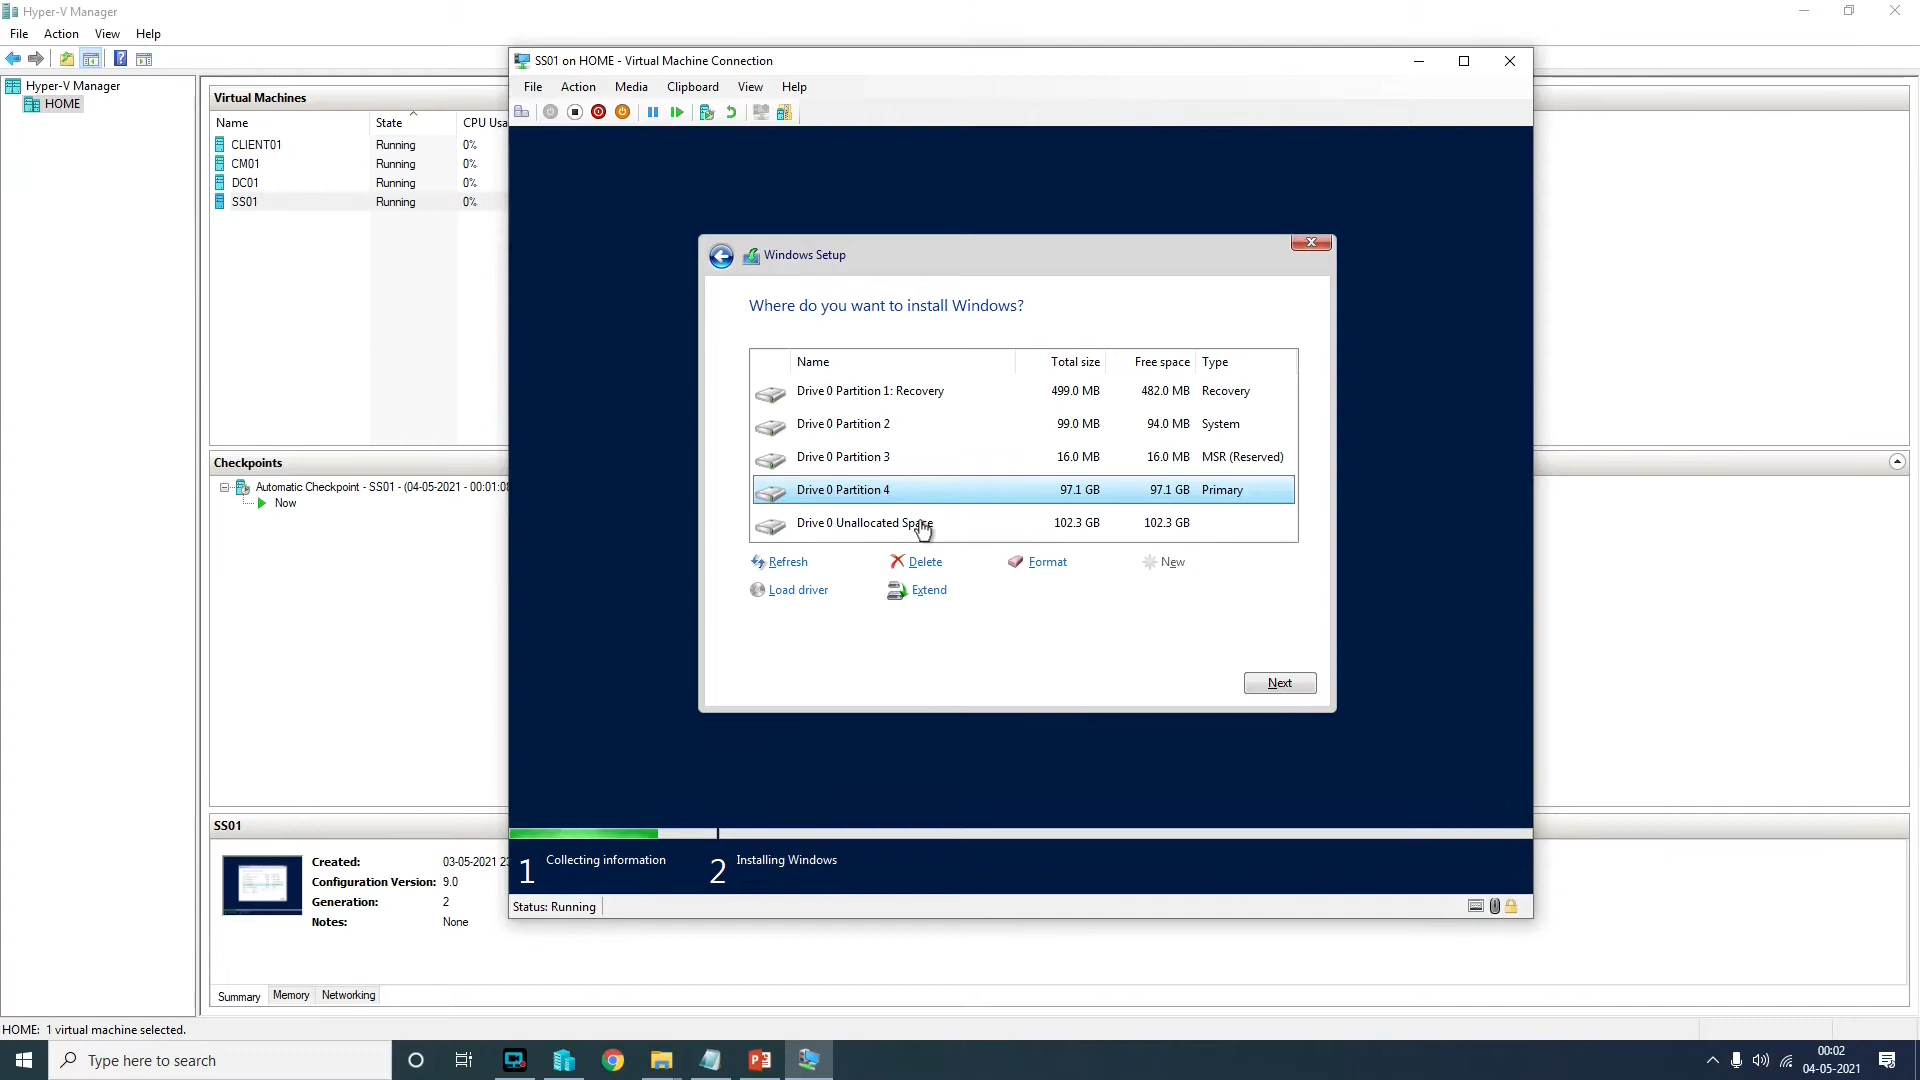 Hyper-V Manager
File Action View Help
Hyper-V Manager
HOME
Virtual Machines
Name State CPU Usa
CLIENT01 Running 0%
CM01 Running 0%
DC01 Running 0%
SS01 Running 0%
Checkpoints
Automatic Checkpoint - SS01 - (04-05-2021 - 00:01:08
Now
SS01
Created: 03-05-2021 23
Configuration Version: 9.0
Generation: 2
Notes: None
Summary Memory Networking
HOME: 1 virtual machine selected.
SS01 on HOME - Virtual Machine Connection
File Action Media Clipboard View Help
Windows Setup
Where do you want to install Windows?
Name Total size Free space Type
Drive 0 Partition 1: Recovery 499.0 MB 482.0 MB Recovery
Drive 0 Partition 2 99.0 MB 94.0 MB System
Drive 0 Partition 3 16.0 MB 16.0 MB MSR (Reserved)
Drive 0 Partition 4 97.1 GB 97.1 GB Primary
Drive 0 Unallocated Space 102.3 GB 102.3 GB
Refresh Delete Format New
Load driver Extend
Next
1 Collecting information 2 Installing Windows
Status: Running
Type here to search
00:02
04-05-2021